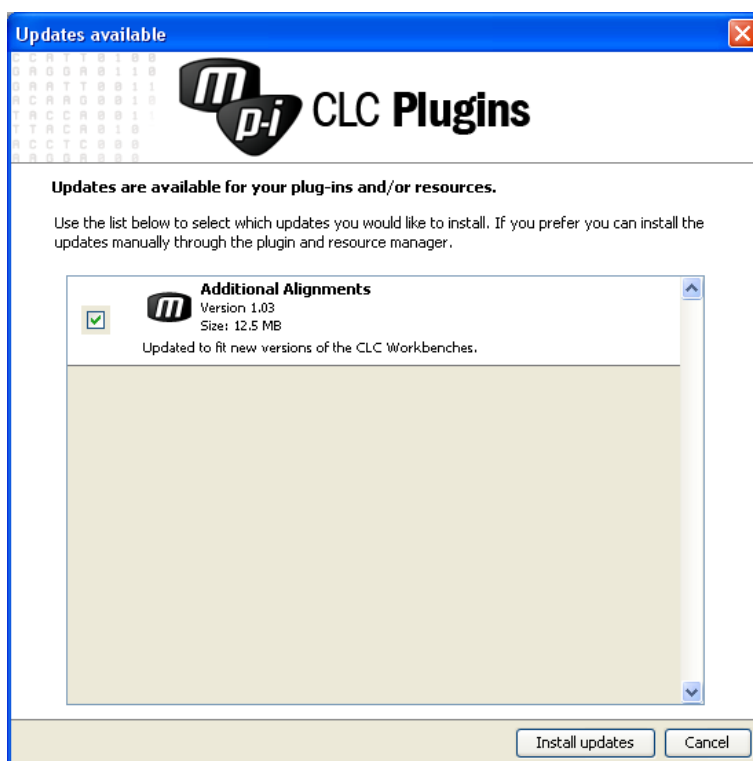 Updates available
m
p-i
CLC Plugins
Updates are available for your plug-ins and/or resources.
Use the list below to select which updates you would like to install. If you prefer you can install the
updates manually through the plugin and resource manager.
m
Additional Alignments
Version 1.03
Size: 12.5 MB
Updated to fit new versions of the CLC Workbenches.
Install updates
Cancel